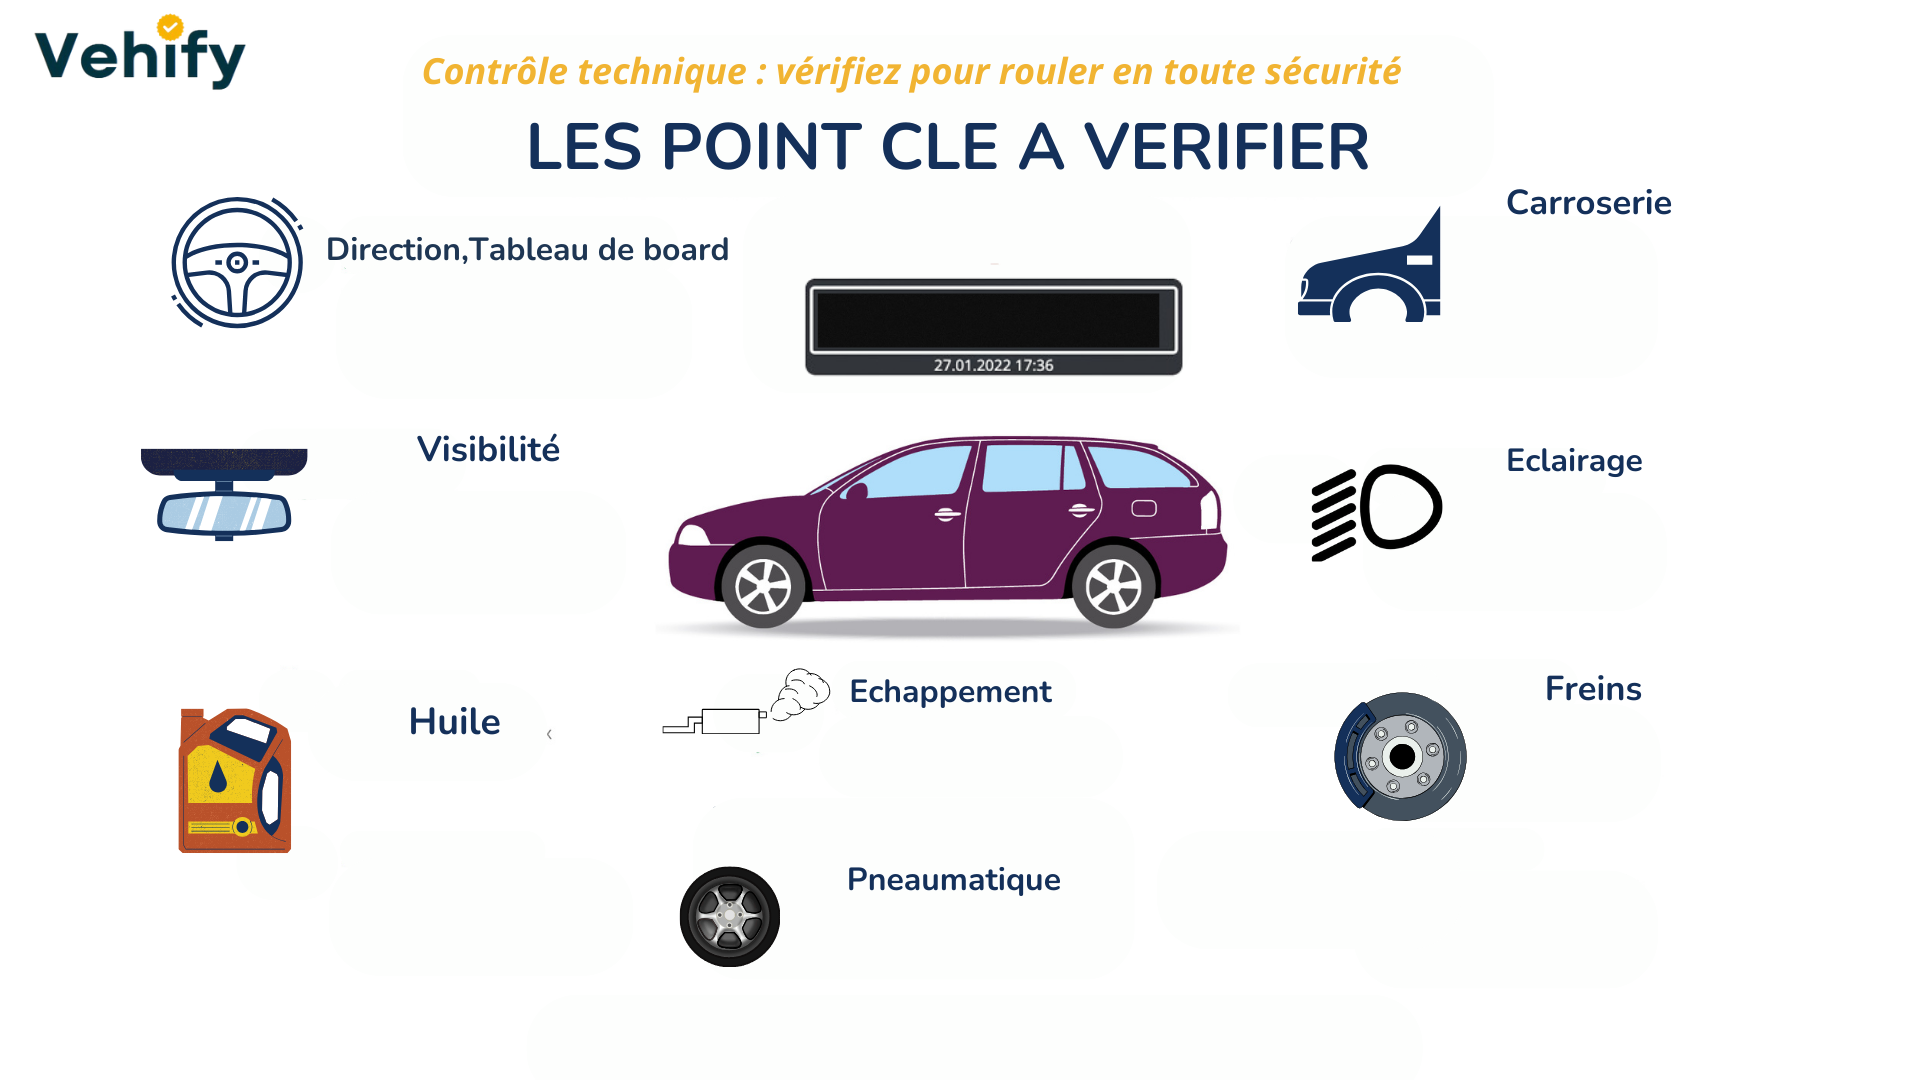 Vehify
Contrôle technique : vérifiez pour rouler en toute sécurité
LES POINT CLE A VERIFIER
Carroserie
Direction,Tableau de board
27.01.2022 17:36
Visibilité
Eclairage
Echappement
Freins
Huile
‹
Pneaumatique